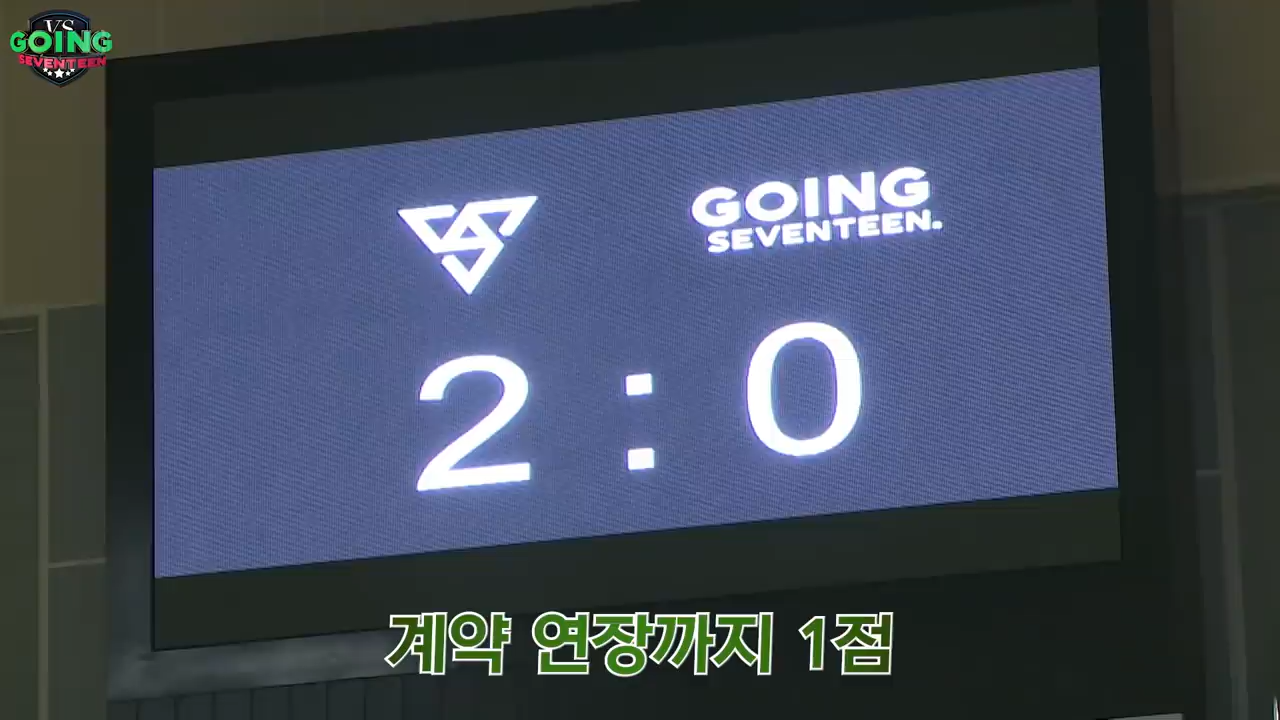 VS
GOING
SEVENTEEN
GOING
SEVENTEEN.
2 : 0
계약 연장까지 1점